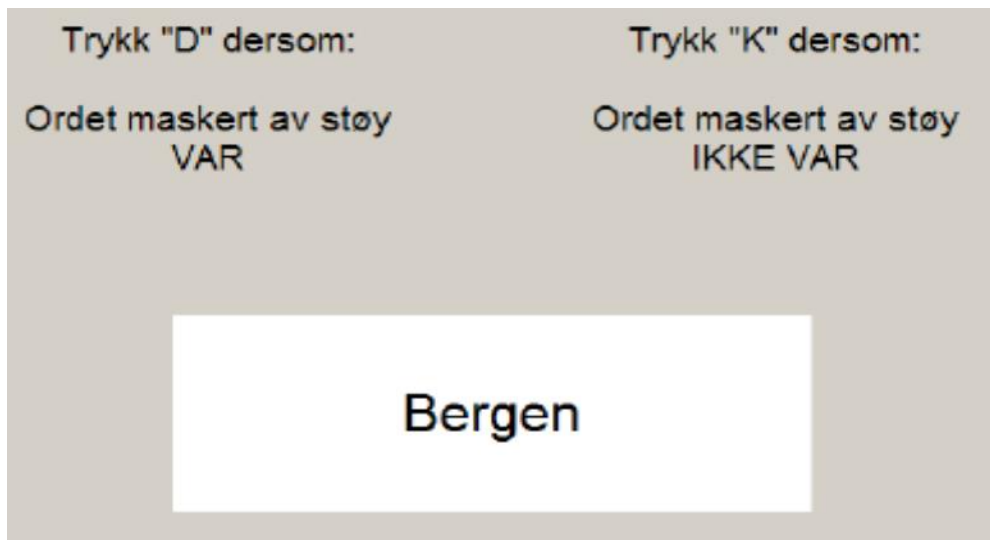 Trykk "D" dersom:
Ordet maskert av støy
VAR
Trykk "K" dersom:
Ordet maskert av støy
IKKE VAR
Bergen